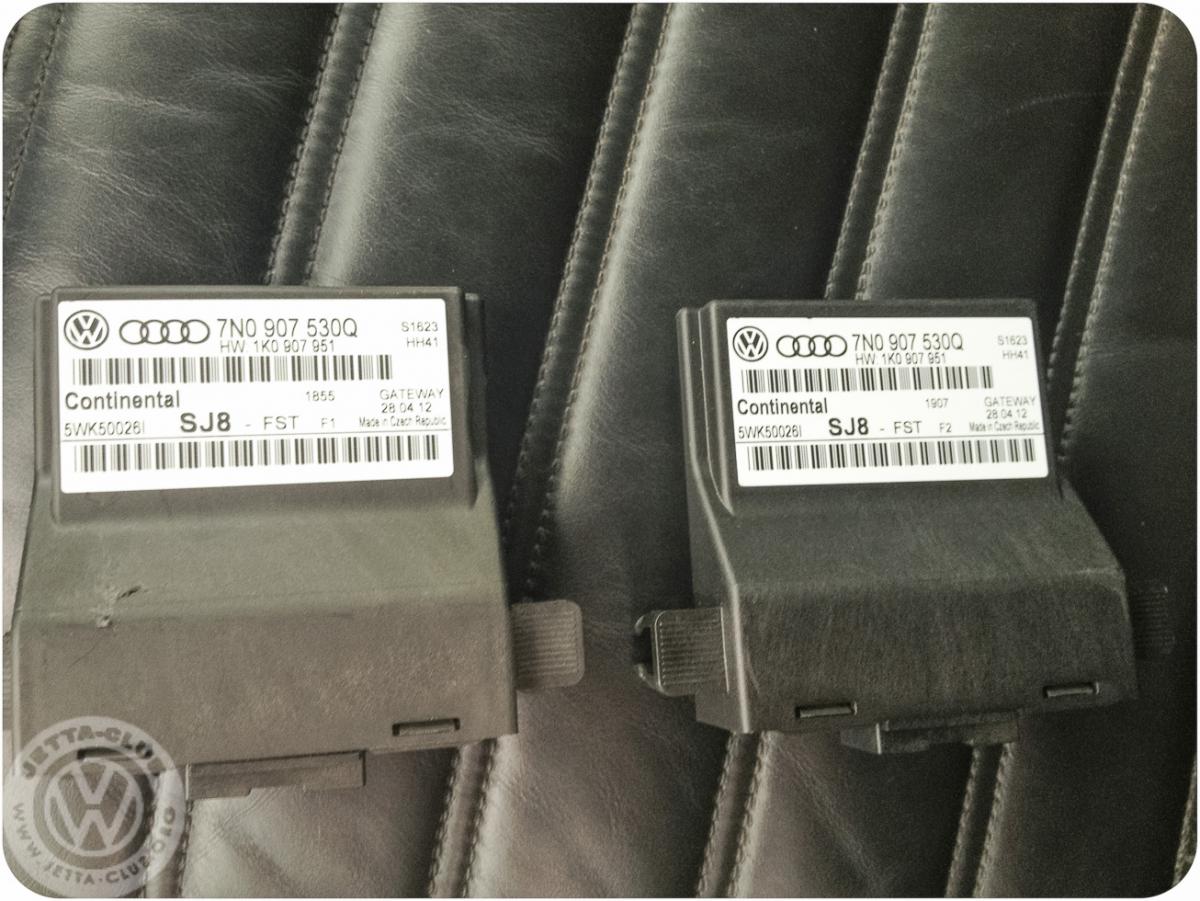 7N0 907 530Q
HW 1K0 907 951
S1623
HH41
Continental
1855
GATEWAY
28.04 12
5WK50026I
SJ8 - FST F1
Made in Czech Republic
7N0 907 530Q
HW 1K0 907 951
S1623
HH41
Continental
1907
GATEWAY
28.04 12
5WK50026I
SJ8 - FST F2
Made in Czech Republic
JETTA-CLUB
WWW.JETTA-CLUB.ORG